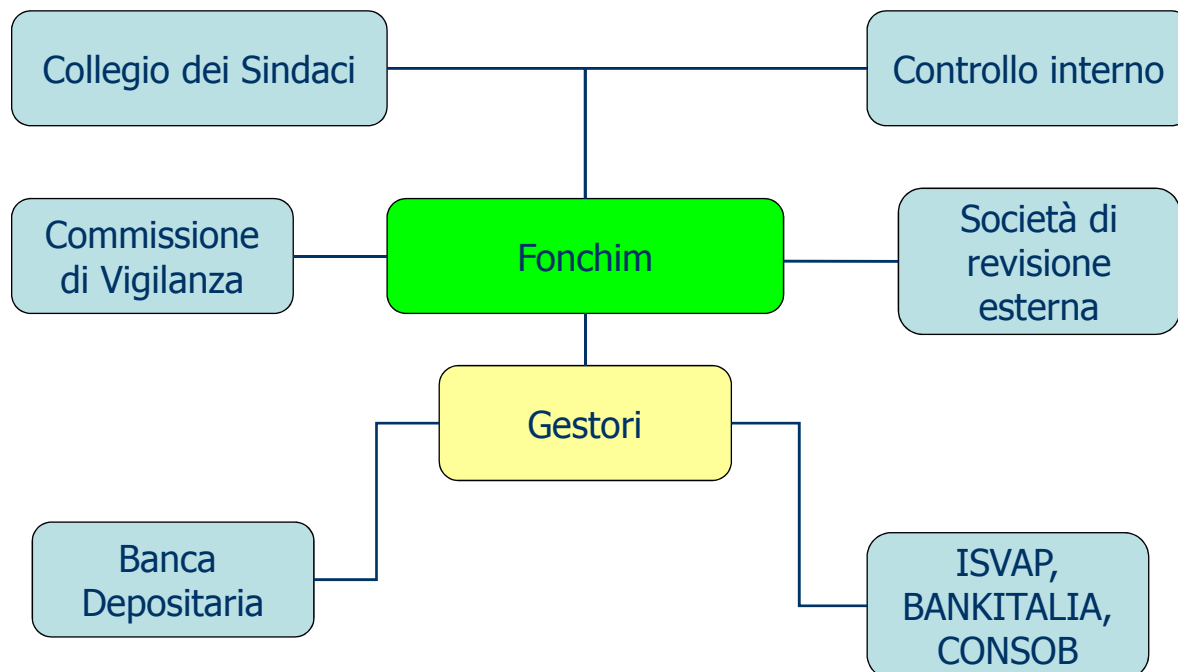 Collegio dei Sindaci
Controllo interno
Commissione
di Vigilanza
Fonchim
Società di
revisione
esterna
Gestori
Banca
Depositaria
ISVAP,
BANKITALIA,
CONSOB